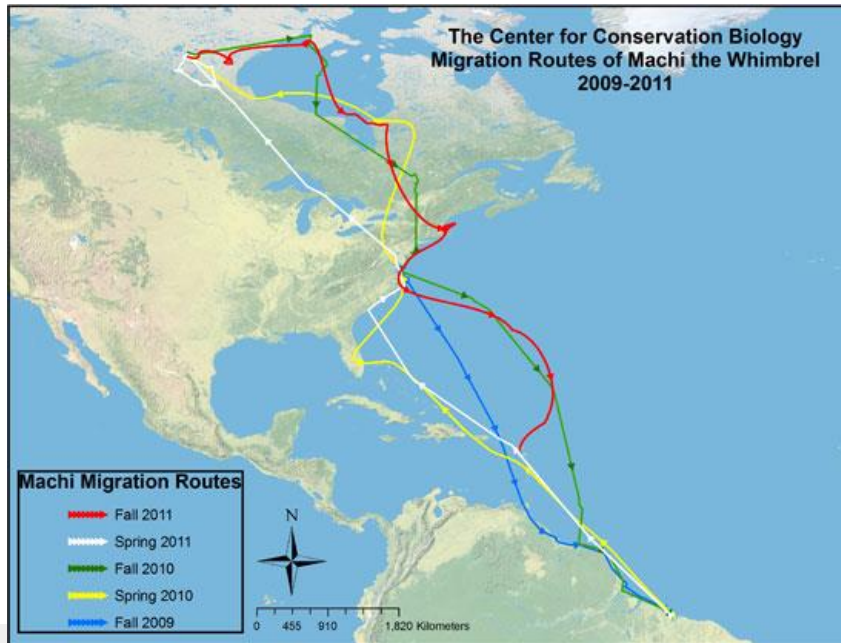 The Center for Conservation Biology
Migration Routes of Machi the Whimbrel
2009-2011
Machi Migration Routes
Fall 2011
Spring 2011
Fall 2010
Spring 2010
Fall 2009
N
0 455 910 1,820 Kilometers